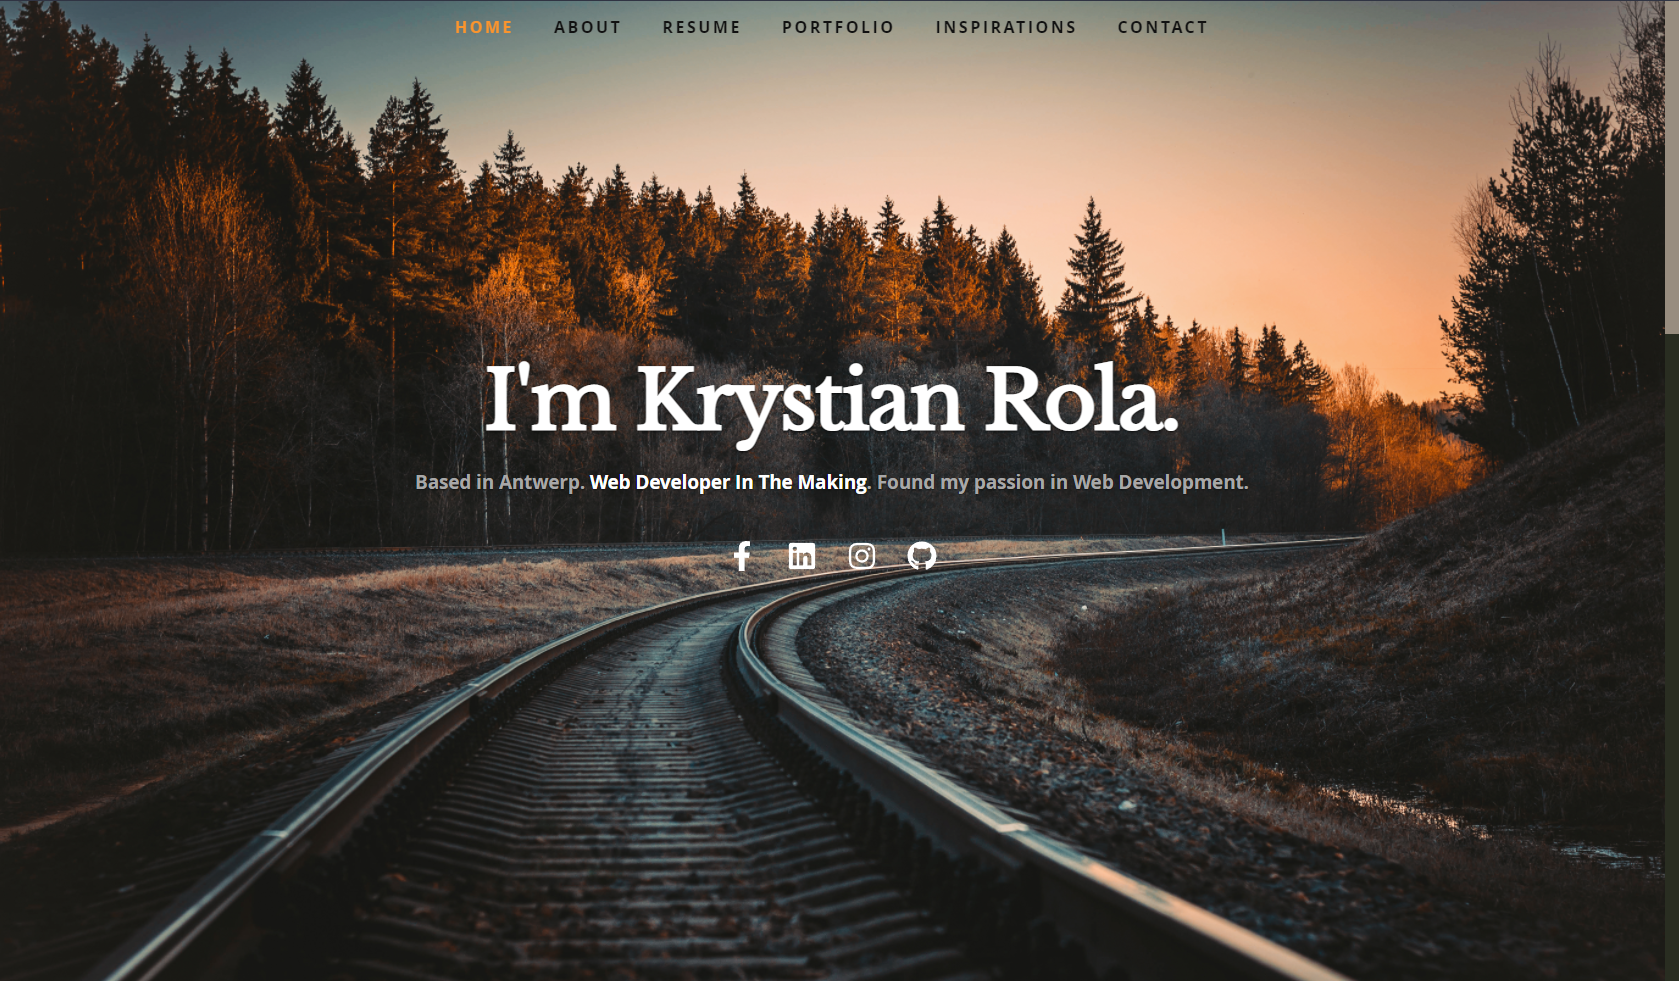 HOME ABOUT RESUME PORTFOLIO INSPIRATIONS CONTACT
I'm Krystian Rola.
Based in Antwerp. Web Developer In The Making. Found my passion in Web Development.